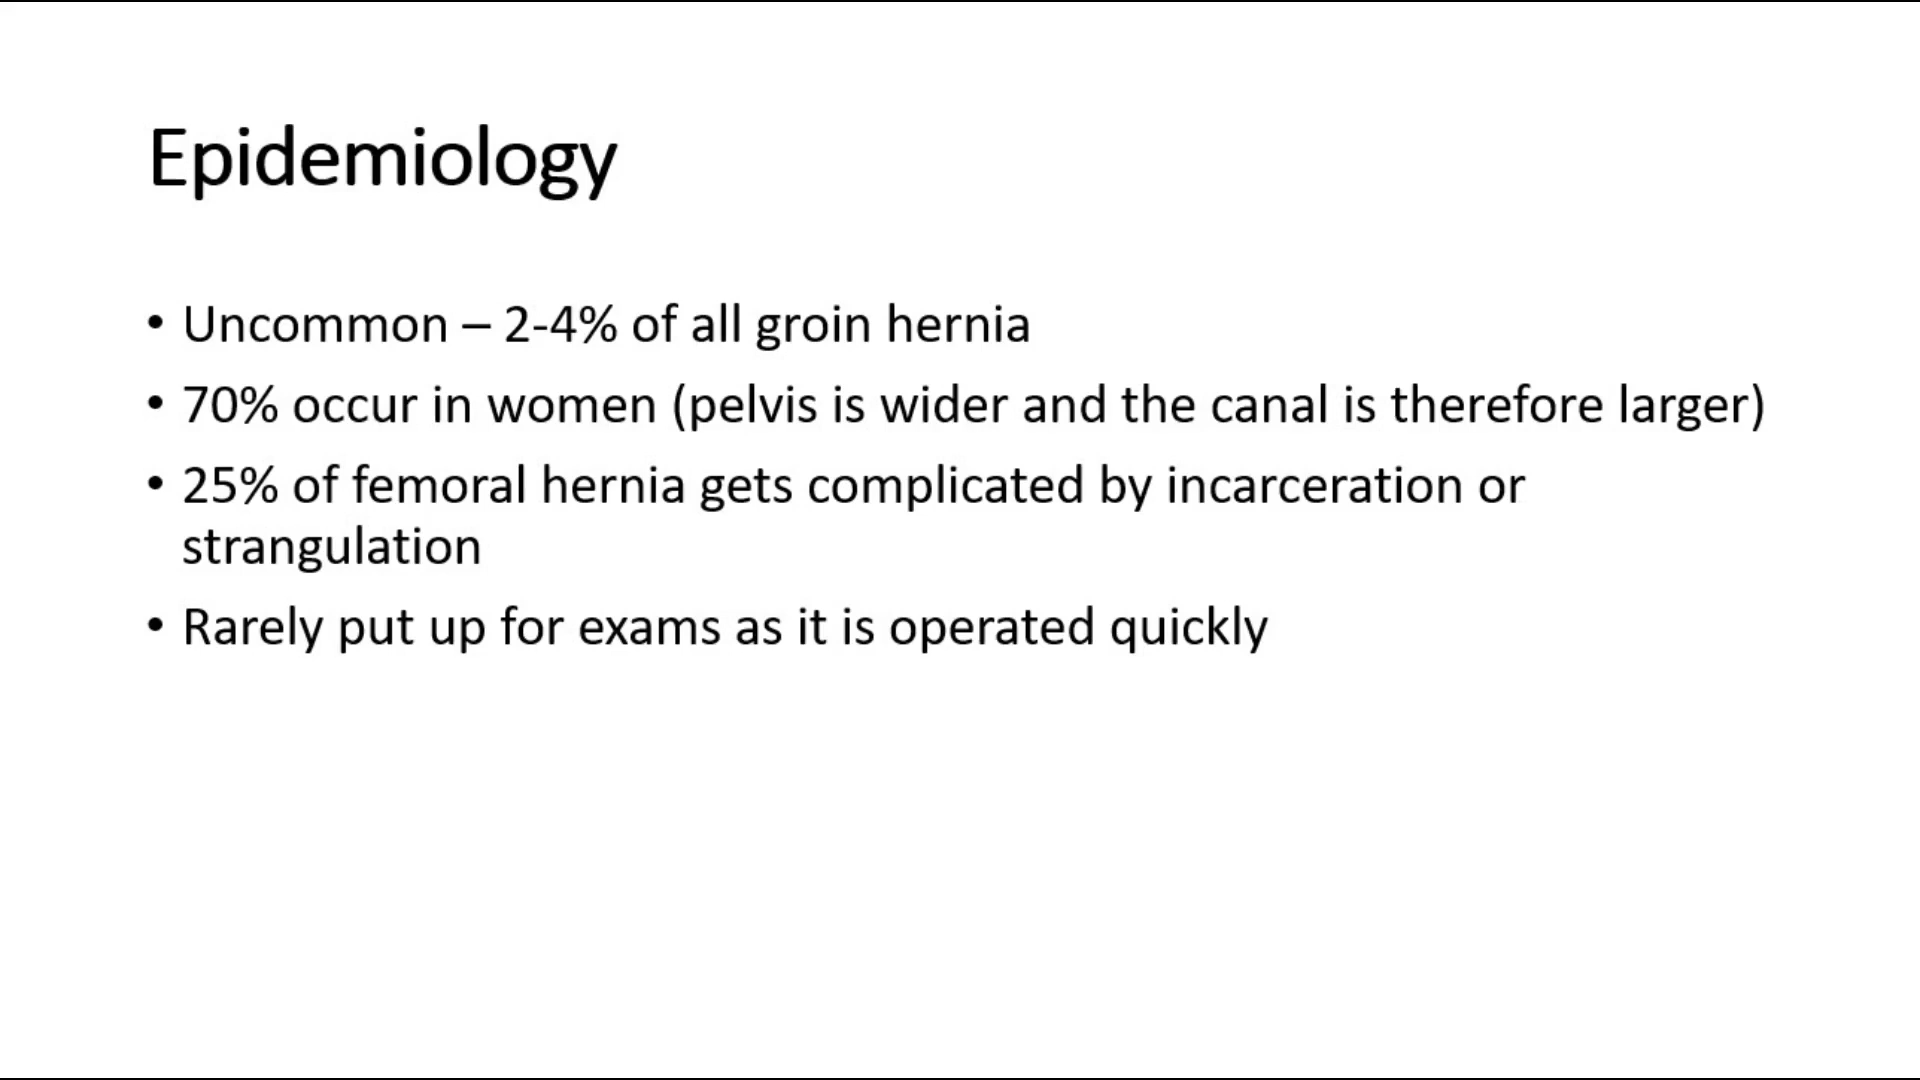 Epidemiology
• Uncommon – 2-4% of all groin hernia
• 70% occur in women (pelvis is wider and the canal is therefore larger)
• 25% of femoral hernia gets complicated by incarceration or
strangulation
• Rarely put up for exams as it is operated quickly